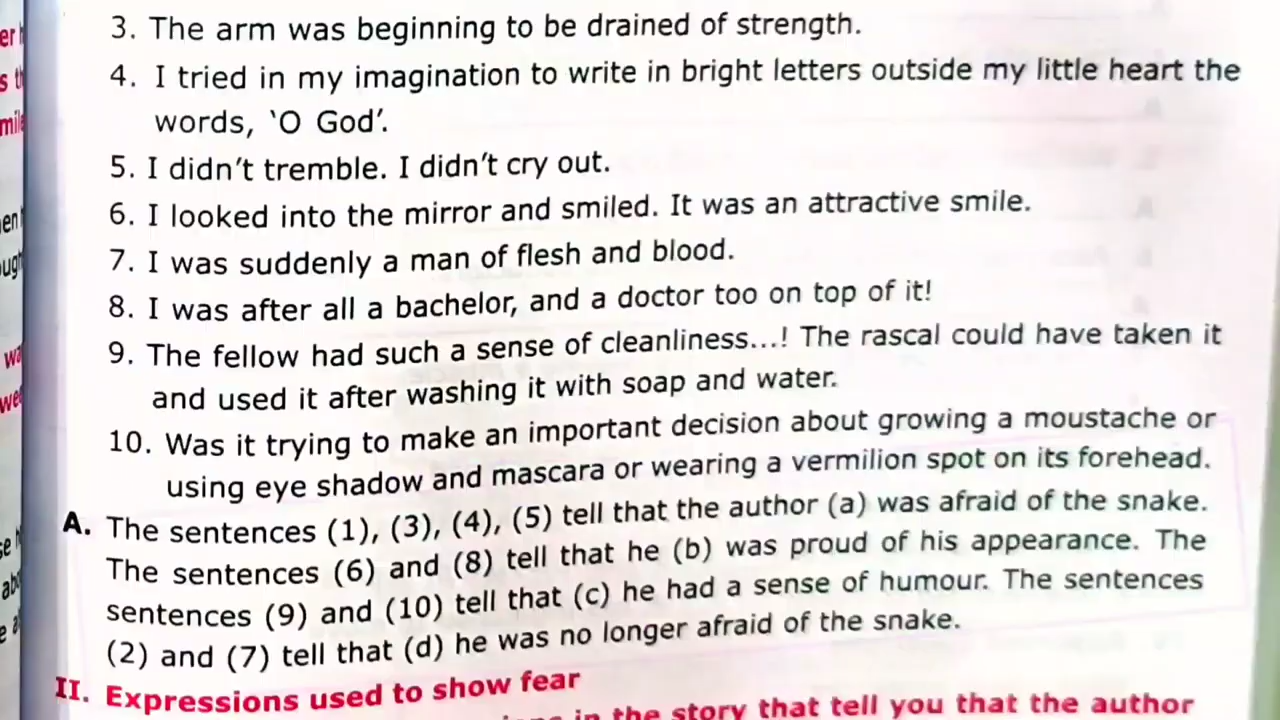 3. The arm was beginning to be drained of strength.
4. I tried in my imagination to write in bright letters outside my little heart the
words, 'O God'.
5. I didn't tremble. I didn't cry out.
6. I looked into the mirror and smiled. It was an attractive smile.
7. I was suddenly a man of flesh and blood.
8. I was after all a bachelor, and a doctor too on top of it!
9. The fellow had such a sense of cleanliness...! The rascal could have taken it
and used it after washing it with soap and water.
10. Was it trying to make an important decision about growing a moustache or
using eye shadow and mascara or wearing a vermilion spot on its forehead.
A. The sentences (1), (3), (4), (5) tell that the author (a) was afraid of the snake.
The sentences (6) and (8) tell that he (b) was proud of his appearance. The
sentences (9) and (10) tell that (c) he had a sense of humour. The sentences
(2) and (7) tell that (d) he was no longer afraid of the snake.
II. Expressions used to show fear
in the story that tell you that the author